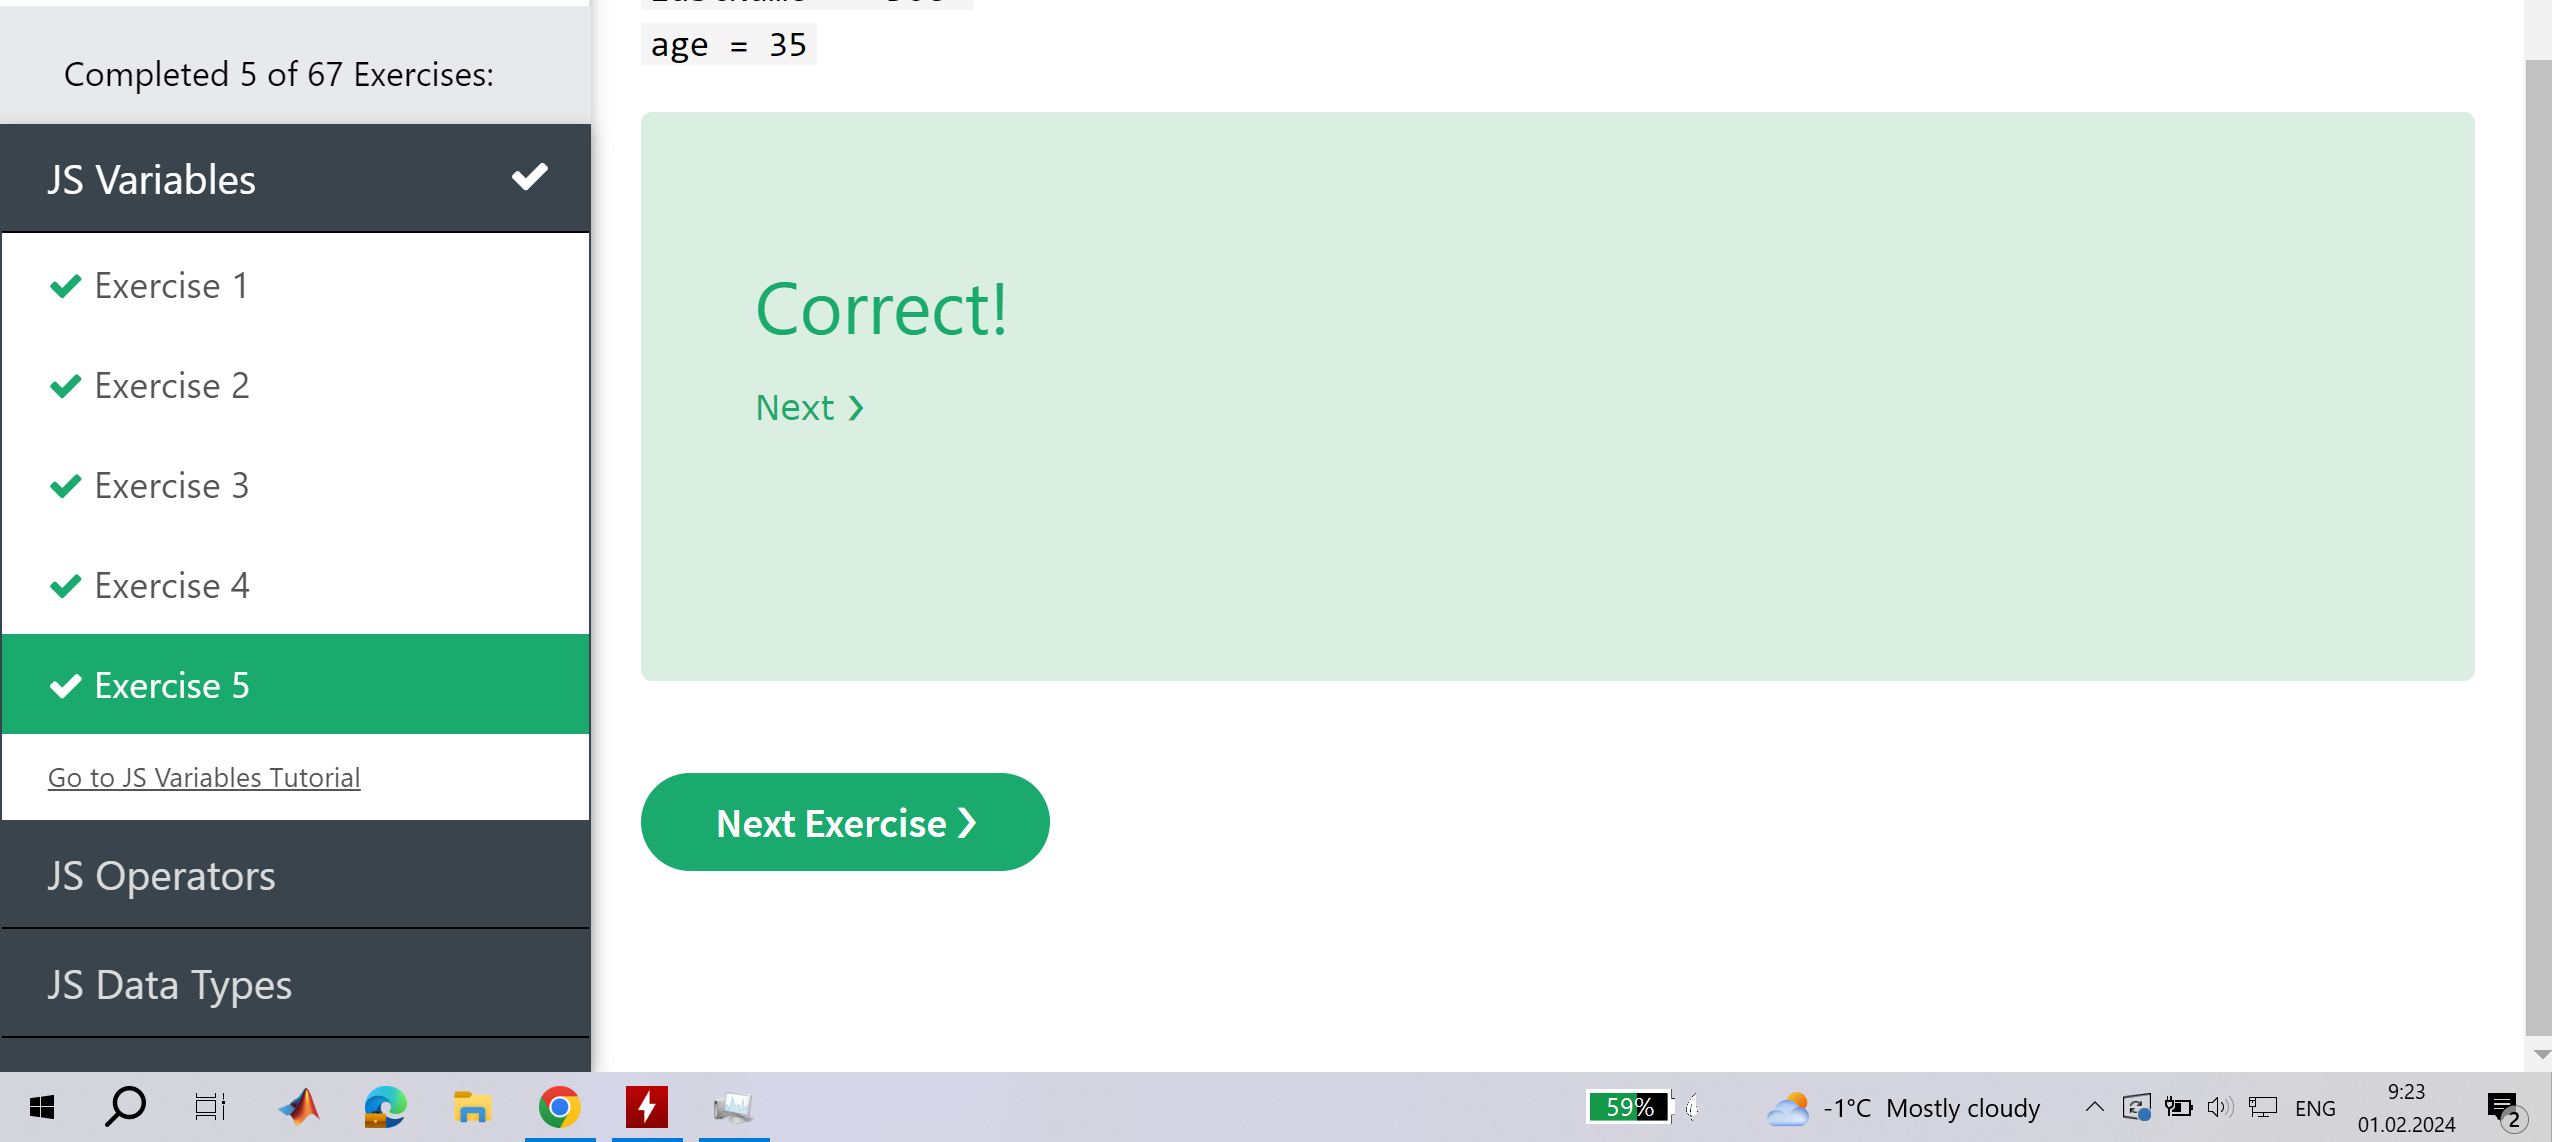 age = 35
Completed 5 of 67 Exercises:
JS Variables
Exercise 1
Exercise 2
Exercise 3
Exercise 4
Exercise 5
Go to JS Variables Tutorial
JS Operators
JS Data Types
Correct!
Next ❯
Next Exercise ❯
59%
-1°C Mostly cloudy
ENG
9:23
01.02.2024
2